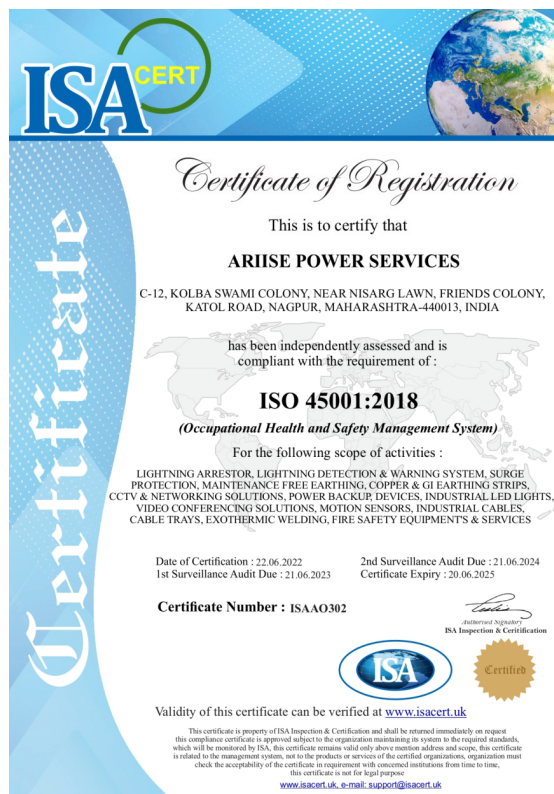 ISA CERT
Certificate
Certificate of Registration
This is to certify that
ARIISE POWER SERVICES
C-12, KOLBA SWAMI COLONY, NEAR NISARG LAWN, FRIENDS COLONY,
KATOL ROAD, NAGPUR, MAHARASHTRA-440013, INDIA
has been independently assessed and is
compliant with the requirement of :
ISO 45001:2018
(Occupational Health and Safety Management System)
For the following scope of activities :
LIGHTNING ARRESTOR, LIGHTNING DETECTION & WARNING SYSTEM, SURGE
PROTECTION, MAINTENANCE FREE EARTHING, COPPER & GI EARTHING STRIPS,
CCTV & NETWORKING SOLUTIONS, POWER BACKUP, DEVICES, INDUSTRIAL LED LIGHTS,
VIDEO CONFERENCING SOLUTIONS, MOTION SENSORS, INDUSTRIAL CABLES,
CABLE TRAYS, EXOTHERMIC WELDING, FIRE SAFETY EQUIPMENT'S & SERVICES
Date of Certification : 22.06.2022
1st Surveillance Audit Due : 21.06.2023
2nd Surveillance Audit Due : 21.06.2024
Certificate Expiry : 20.06.2025
Certificate Number : ISAAO302
Authorised Signatory
ISA Inspection & Ceritification
ISA
Certified
Validity of this certificate can be verified at www.isacert.uk
This certificate is property of ISA Inspection & Certification and shall be returned immediately on request
this compliance certificate is approved subject to the organization maintaining its system to the required standards,
which will be monitored by ISA, this certificate remains valid only above mention address and scope, this certificate
is related to the management system, not to the products or services of the certified organizations, organization must
check the acceptability of the certificate in requirement with concerned institutions from time to time,
this certificate is not for legal purpose
www.isacert.uk, e-mail: support@isacert.uk